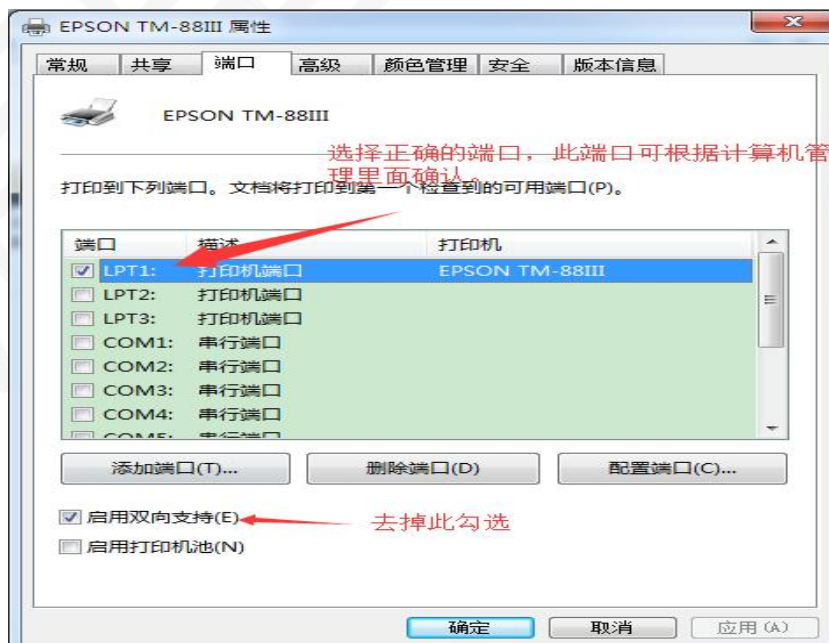 EPSON TM-88III 属性
常规 共享 端口 高级 颜色管理 安全 版本信息
EPSON TM-88III
选择正确的端口，此端口可根据计算机管
理里面确认。
打印到下列端口。文档将打印到第一个检查到的可用端口(P)。
端口 描述 打印机
LPT1: 打印机端口 EPSON TM-88III
LPT2: 打印机端口
LPT3: 打印机端口
COM1: 串行端口
COM2: 串行端口
COM3: 串行端口
COM4: 串行端口
COM5: 串行端口
添加端口(T)... 删除端口(D) 配置端口(C)...
启用双向支持(E) 去掉此勾选
启用打印机池(N)
确定 取消 应用(A)